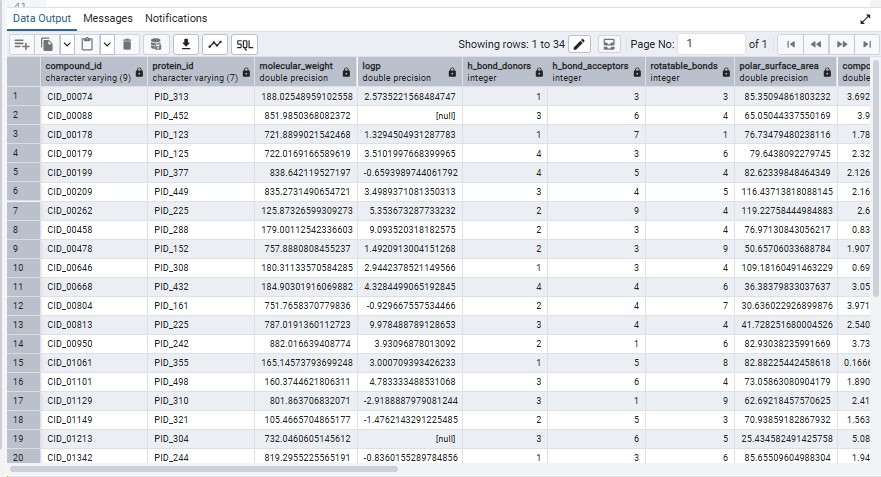 Data Output Messages Notifications
SQL Showing rows: 1 to 34 Page No: 1 of 1
compound_id protein_id molecular_weight logp h_bond_donors h_bond_acceptors rotatable_bonds polar_surface_area compo
character varying (9) character varying (7) double precision double precision integer integer integer double precision double
1 CID_00074 PID_313 188.02548959102558 2.5735221568484747 1 3 3 85.35094861803232 3.692
2 CID_00088 PID_452 851.9850368082372 [null] 3 6 4 65.05044337550169 3.9
3 CID_00178 PID_123 721.8899021542468 1.3294504931287783 1 7 1 76.73479480238116 1.78
4 CID_00179 PID_125 722.0169166589619 3.5101997668399965 4 3 6 79.6438092279745 2.32
5 CID_00199 PID_377 838.642119527197 -0.6593989744061792 4 5 4 82.6233984846 4349 2.126
6 CID_00209 PID_449 835.2731490654721 3.4989371081350313 3 4 5 116.43713818088145 2.16
7 CID_00262 PID_225 125.87326599309273 5.353673287733232 2 9 4 119.22758444984883 2.6
8 CID_00458 PID_288 179.00112542336603 9.093520318182575 2 3 4 76.97130843056217 0.83
9 CID_00478 PID_152 757.8880808455237 1.4920913004151268 2 3 9 50.65706033688784 1.907
10 CID_00646 PID_308 180.31133570584285 2.9442378521149566 1 3 4 109.18160491463229 0.69
11 CID_00668 PID_432 184.90301916069882 4.3284499065192845 4 4 6 36.38379833037637 3.05
12 CID_00804 PID_161 751.7658370779836 -0.929667557534466 2 4 7 30.636022926899876 3.971
13 CID_00813 PID_225 787.0191360112723 9.978488789128653 3 4 4 41.728251680004526 2.540
14 CID_00950 PID_242 882.016639408774 3.93096878013092 2 1 6 82.93038235991669 3.73
15 CID_01061 PID_355 165.14573793699248 3.000709393426233 1 5 8 82.88225442458618 0.1666
16 CID_01101 PID_498 160.3744621806311 4.783333488531068 3 6 4 73.05863080904179 1.890
17 CID_01129 PID_310 801.863706832071 -2.9188887979081244 3 1 9 62.69218457570625 2.41
18 CID_01149 PID_321 105.4665704865177 -1.4762143291225485 2 5 3 70.93859182867932 1.563
19 CID_01213 PID_304 732.0460605145612 [null] 3 6 5 25.434582491425758 5.08
20 CID_01342 PID_244 819.2955225565191 -0.8360155289784856 1 3 6 85.65509604988304 1.94